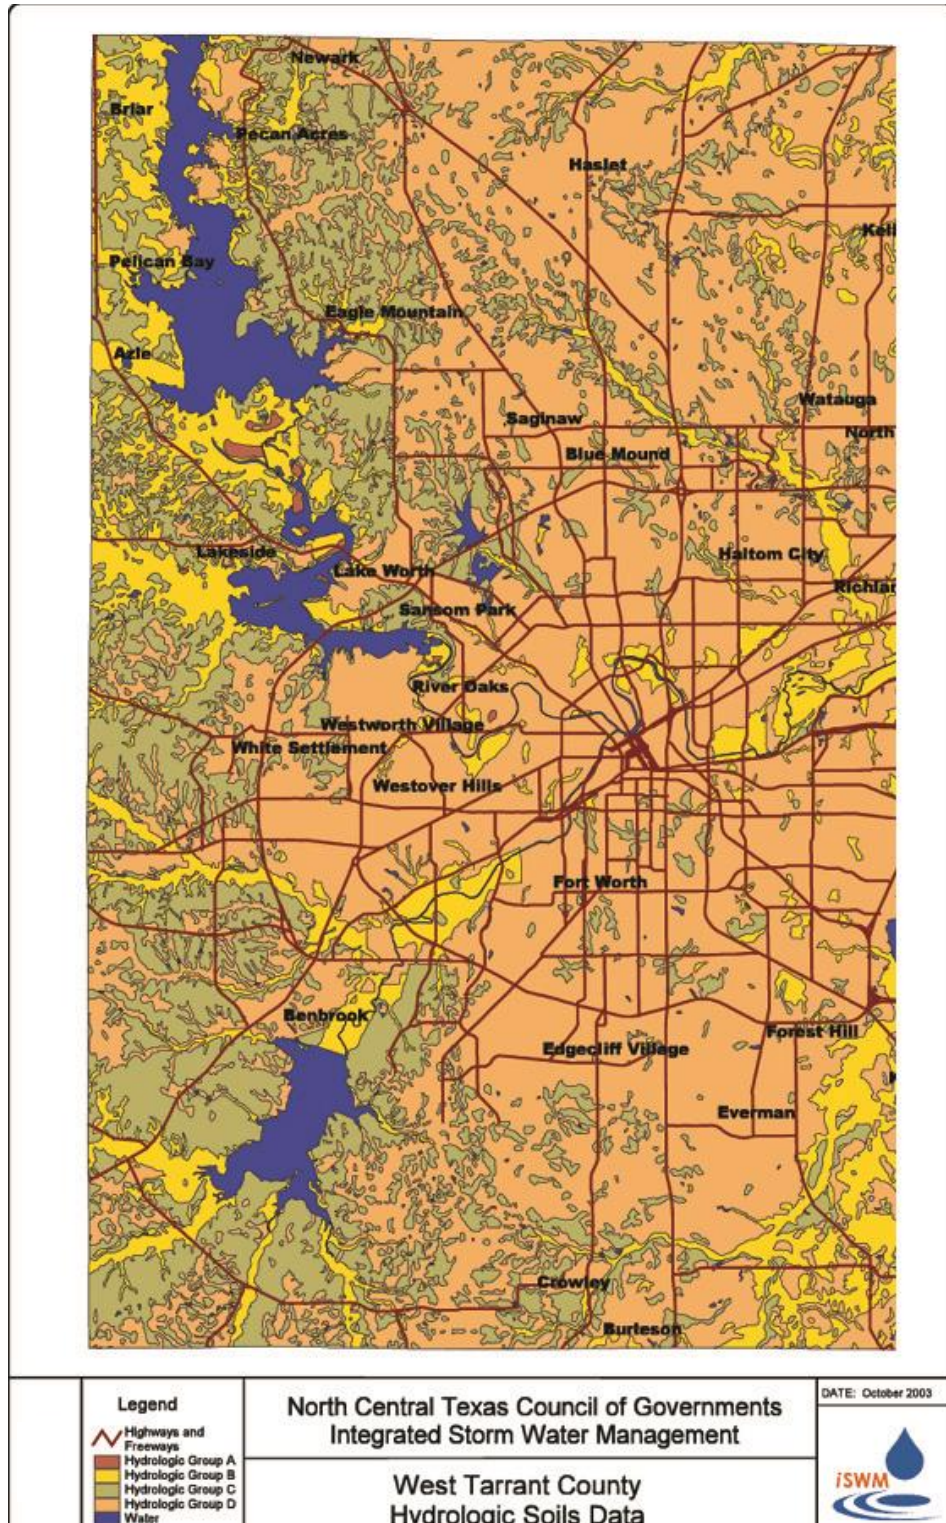 Newark
Briar
Pecan Acres
Haslet
Kell
Pelican Bay
Eagle Mountain
Azle
Watauga
Saginaw
North
Blue Mound
Lakeside
Haltom City
Lake Worth
Richlan
Sansom Park
River Oaks
Westworth Village
White Settlement
Westover Hills
Fort Worth
Benbrook
Forest Hill
Edgecliff Village
Everman
Crowley
Burleson
Legend
Highways and
Freeways
Hydrologic Group A
Hydrologic Group B
Hydrologic Group C
Hydrologic Group D
Water
North Central Texas Council of Governments
Integrated Storm Water Management
West Tarrant County
Hydrologic Soils Data
DATE: October 2003
iSWM